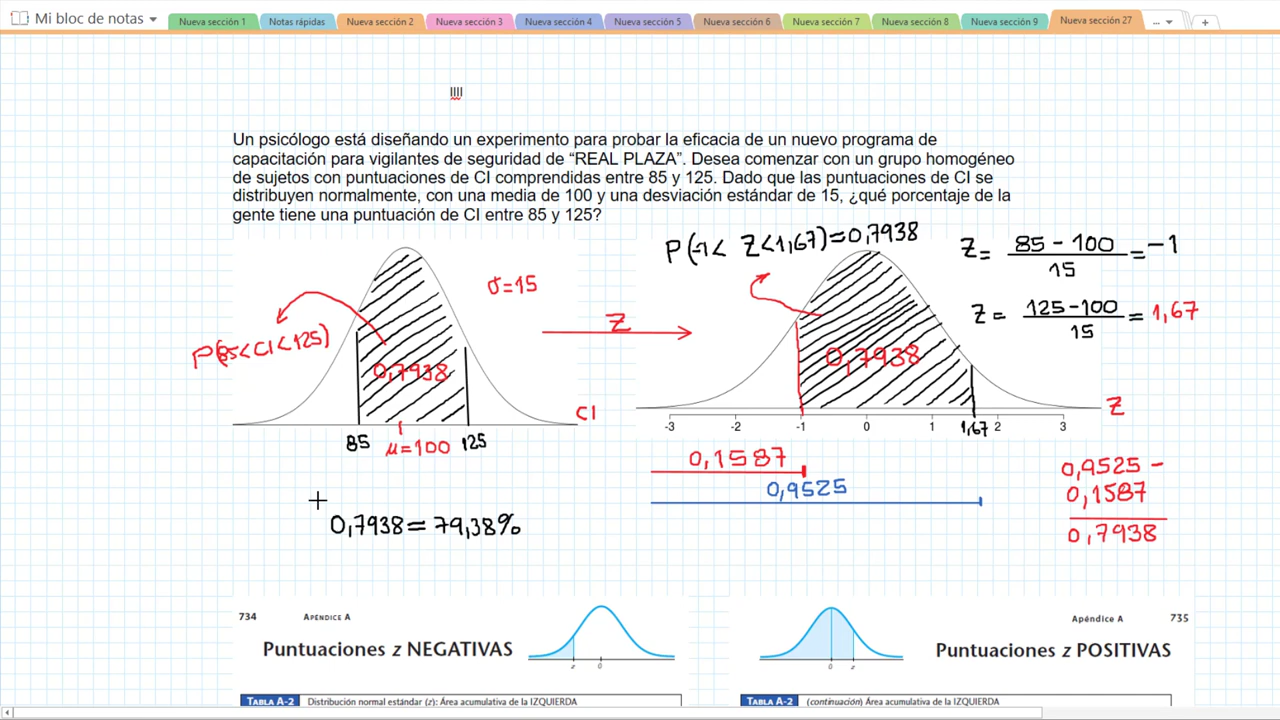 Mi bloc de notas
Nueva sección 1
Notas rápidas
Nueva sección 2
Nueva sección 3
Nueva sección 4
Nueva sección 5
Nueva sección 6
Nueva sección 7
Nueva sección 8
Nueva sección 9
Nueva sección 27
...
+
IIII
Un psicólogo está diseñando un experimento para probar la eficacia de un nuevo programa de
capacitación para vigilantes de seguridad de “REAL PLAZA”. Desea comenzar con un grupo homogéneo
de sujetos con puntuaciones de CI comprendidas entre 85 y 125. Dado que las puntuaciones de CI se
distribuyen normalmente, con una media de 100 y una desviación estándar de 15, ¿qué porcentaje de la
gente tiene una puntuación de CI entre 85 y 125?
σ=15
P(85<CI<125)
0,7938
CI
85
μ=100
125
Z
P(-1< Z<1,67)=0,7938
0,7938
Z
-3 -2 -1 0 1 1,67 2 3
Z= 85-100 / 15 = -1
Z= 125-100 / 15 = 1,67
0,1587
0,9525
0,9525 -
0,1587
0,7938
0,7938=79,38%
734 APÉNDICE A
Puntuaciones z NEGATIVAS
z 0
TABLA A-2 Distribución normal estándar (z): Área acumulativa de la IZQUIERDA
Apéndice A 735
Puntuaciones z POSITIVAS
0 z
TABLA A-2 (continuación) Área acumulativa de la IZQUIERDA